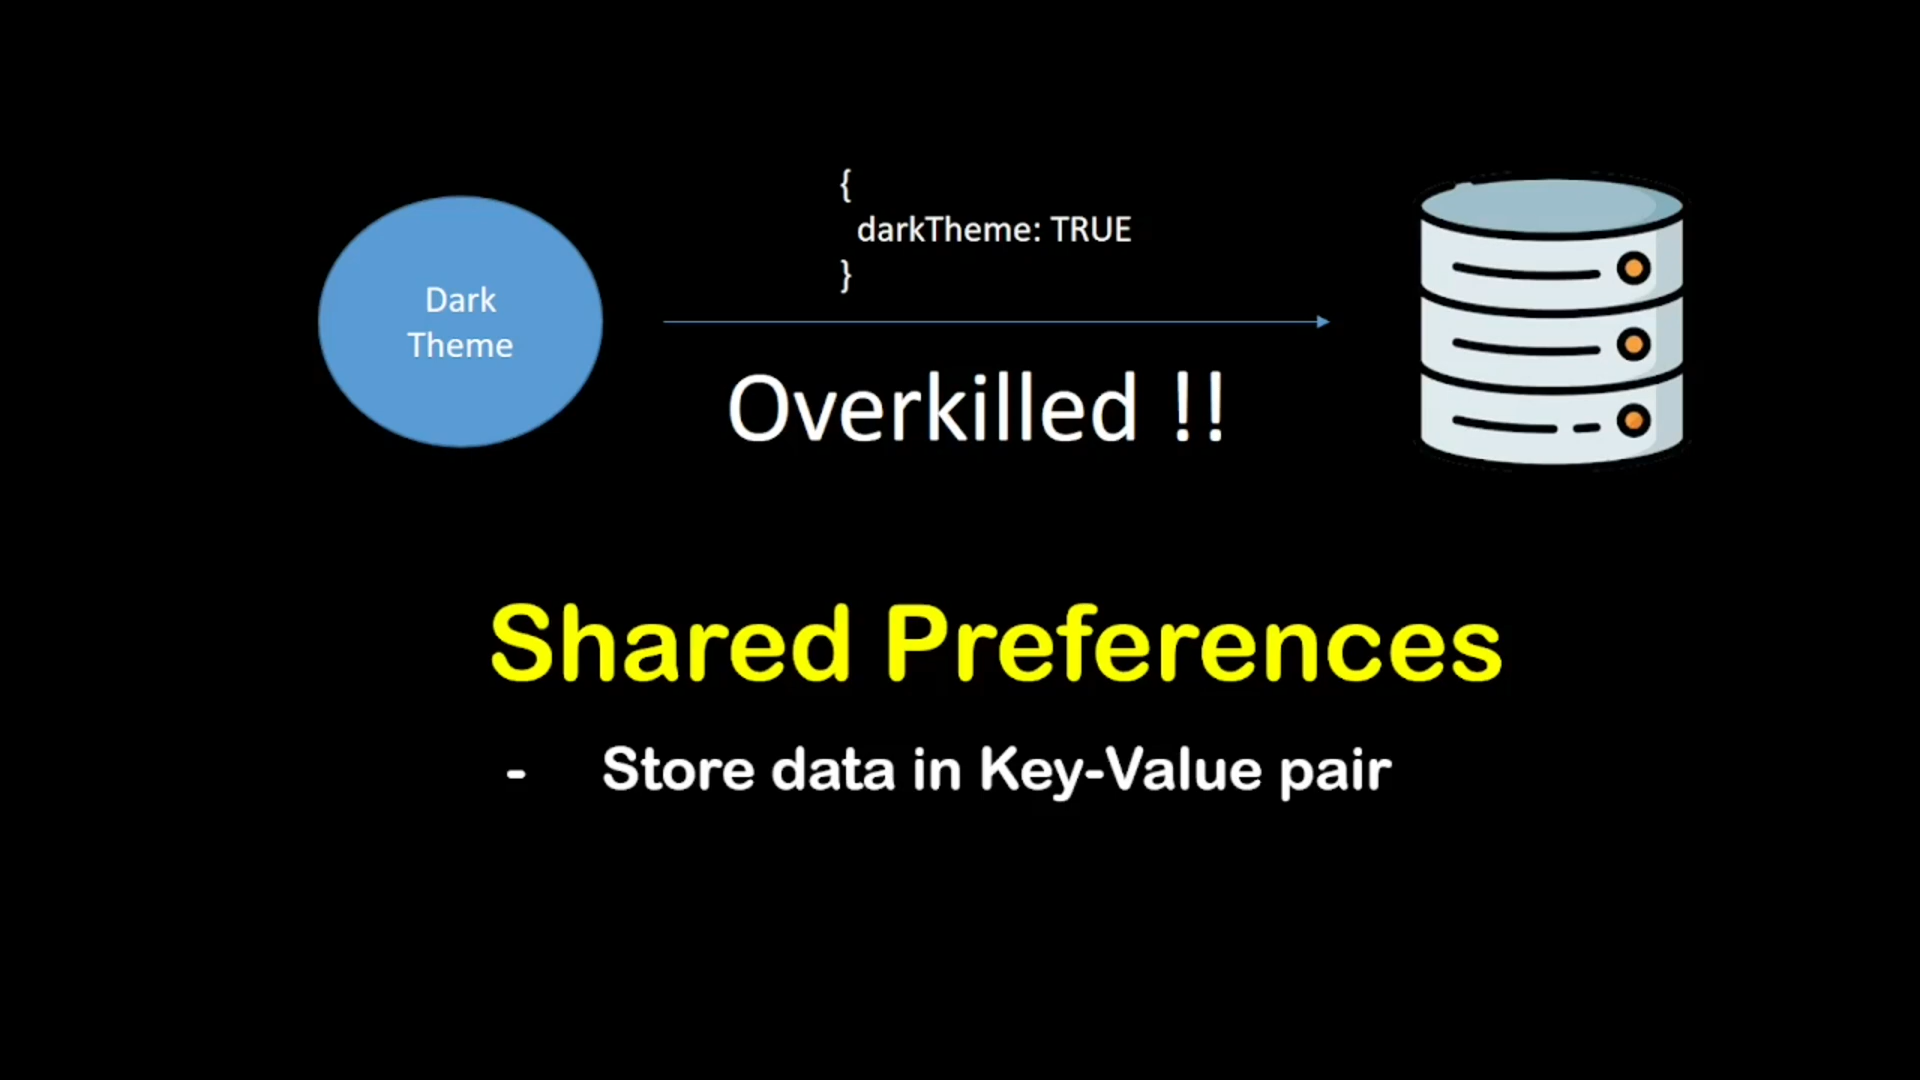 Dark
Theme
{
darkTheme: TRUE
}
Overkilled !!
Shared Preferences
- Store data in Key-Value pair